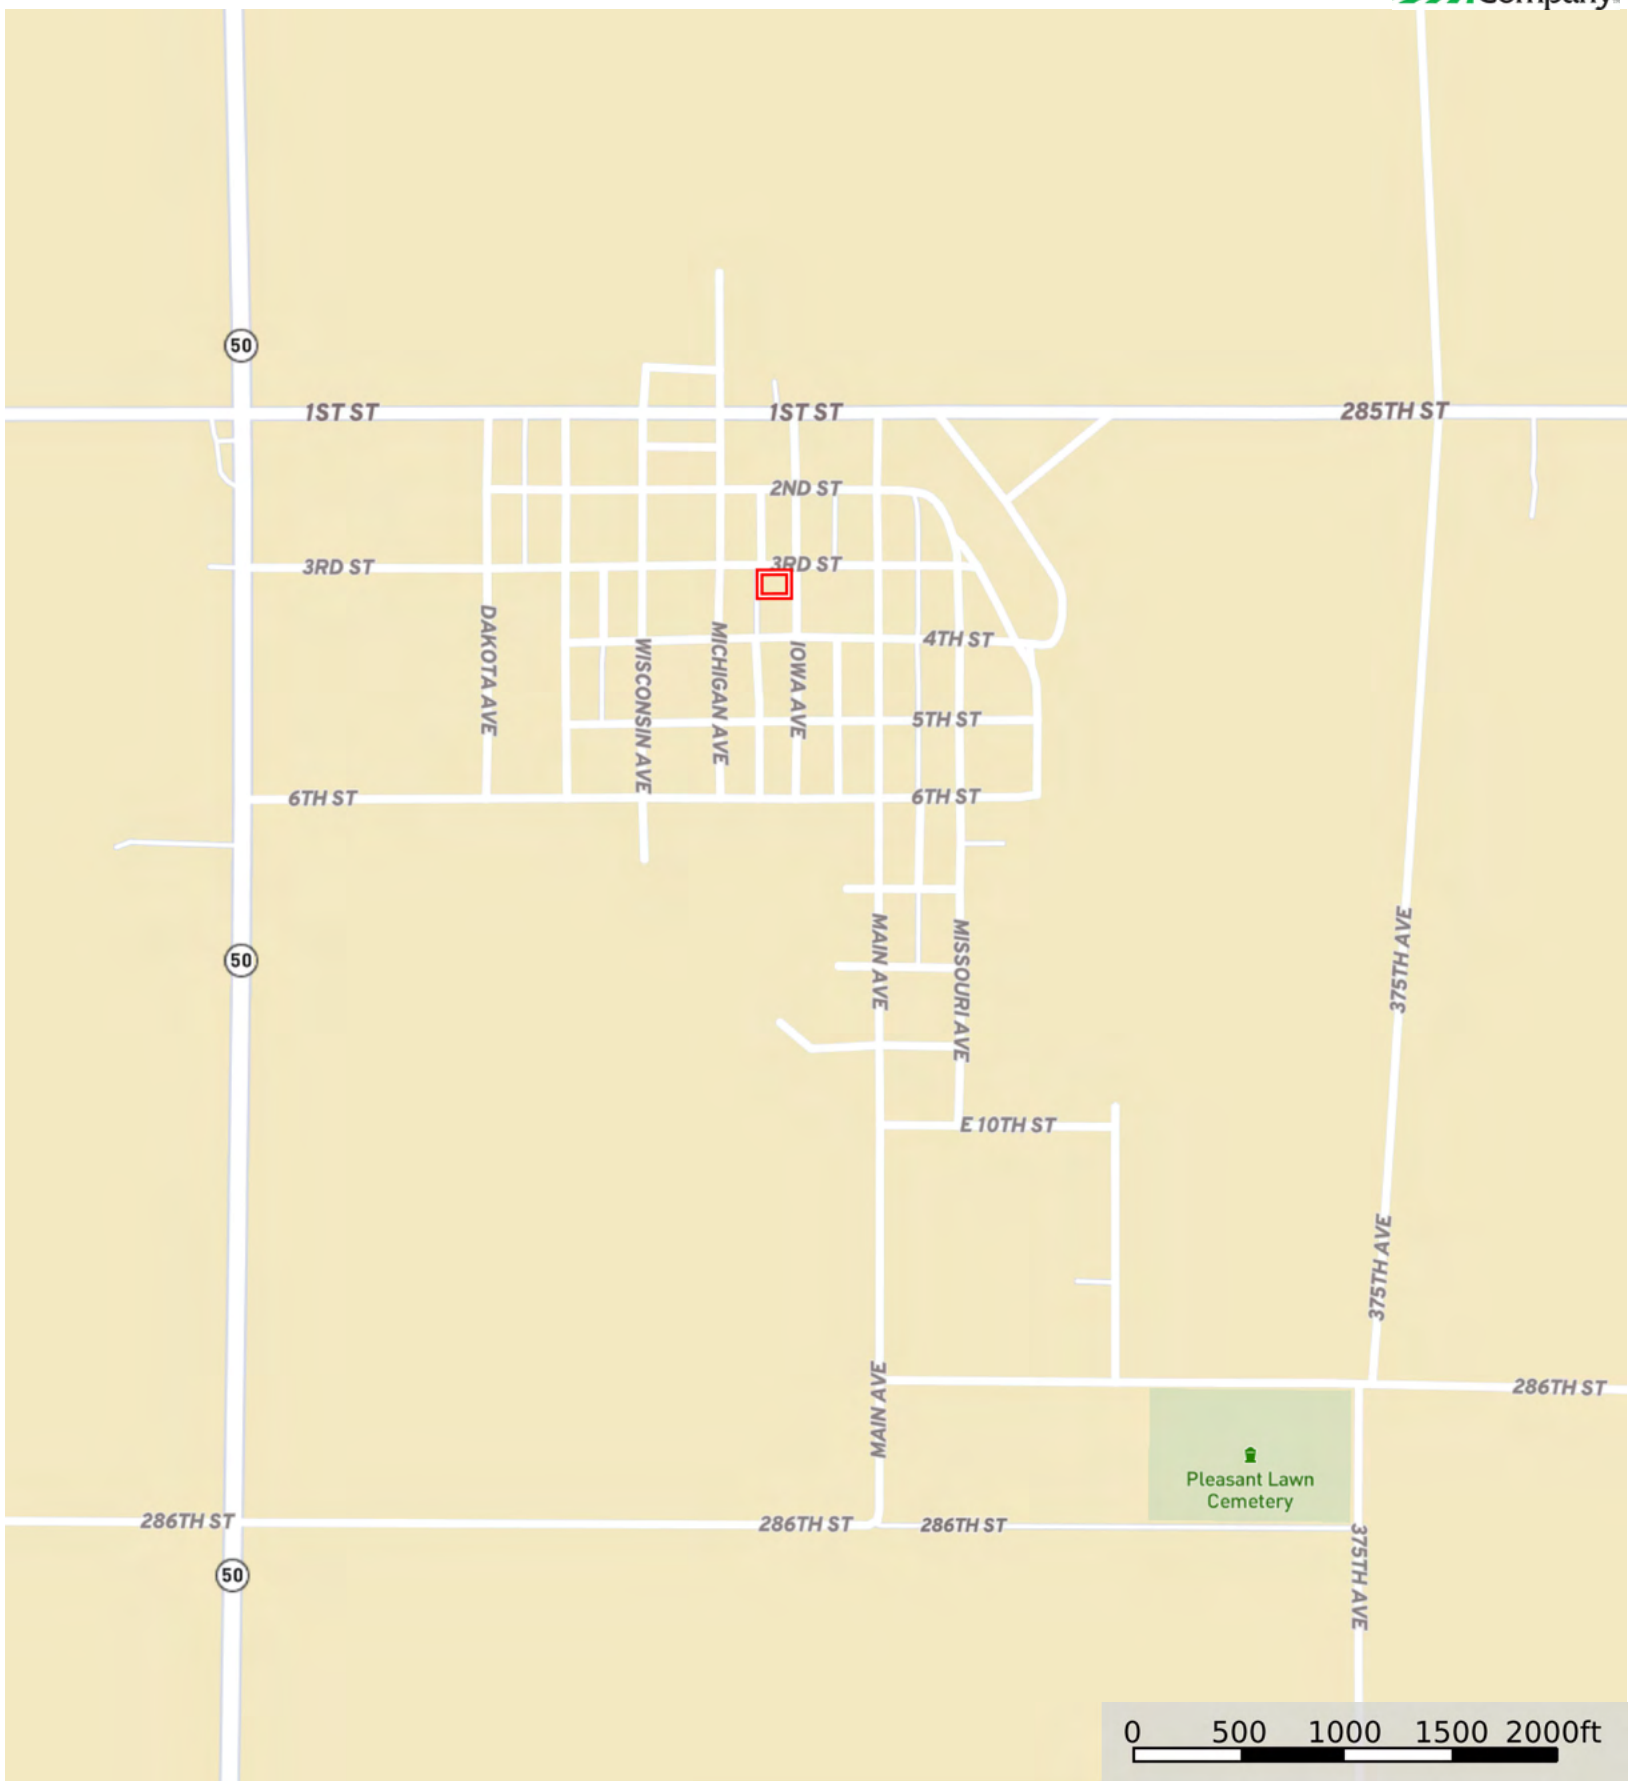 Company
50
1ST ST
1ST ST
285TH ST
2ND ST
3RD ST
3RD ST
DAKOTA AVE
WISCONSIN AVE
MICHIGAN AVE
IOWA AVE
4TH ST
5TH ST
6TH ST
6TH ST
MAIN AVE
MISSOURI AVE
375TH AVE
50
E 10TH ST
375TH AVE
MAIN AVE
286TH ST
Pleasant Lawn
Cemetery
286TH ST
286TH ST
286TH ST
375TH AVE
50
0 500 1000 1500 2000ft